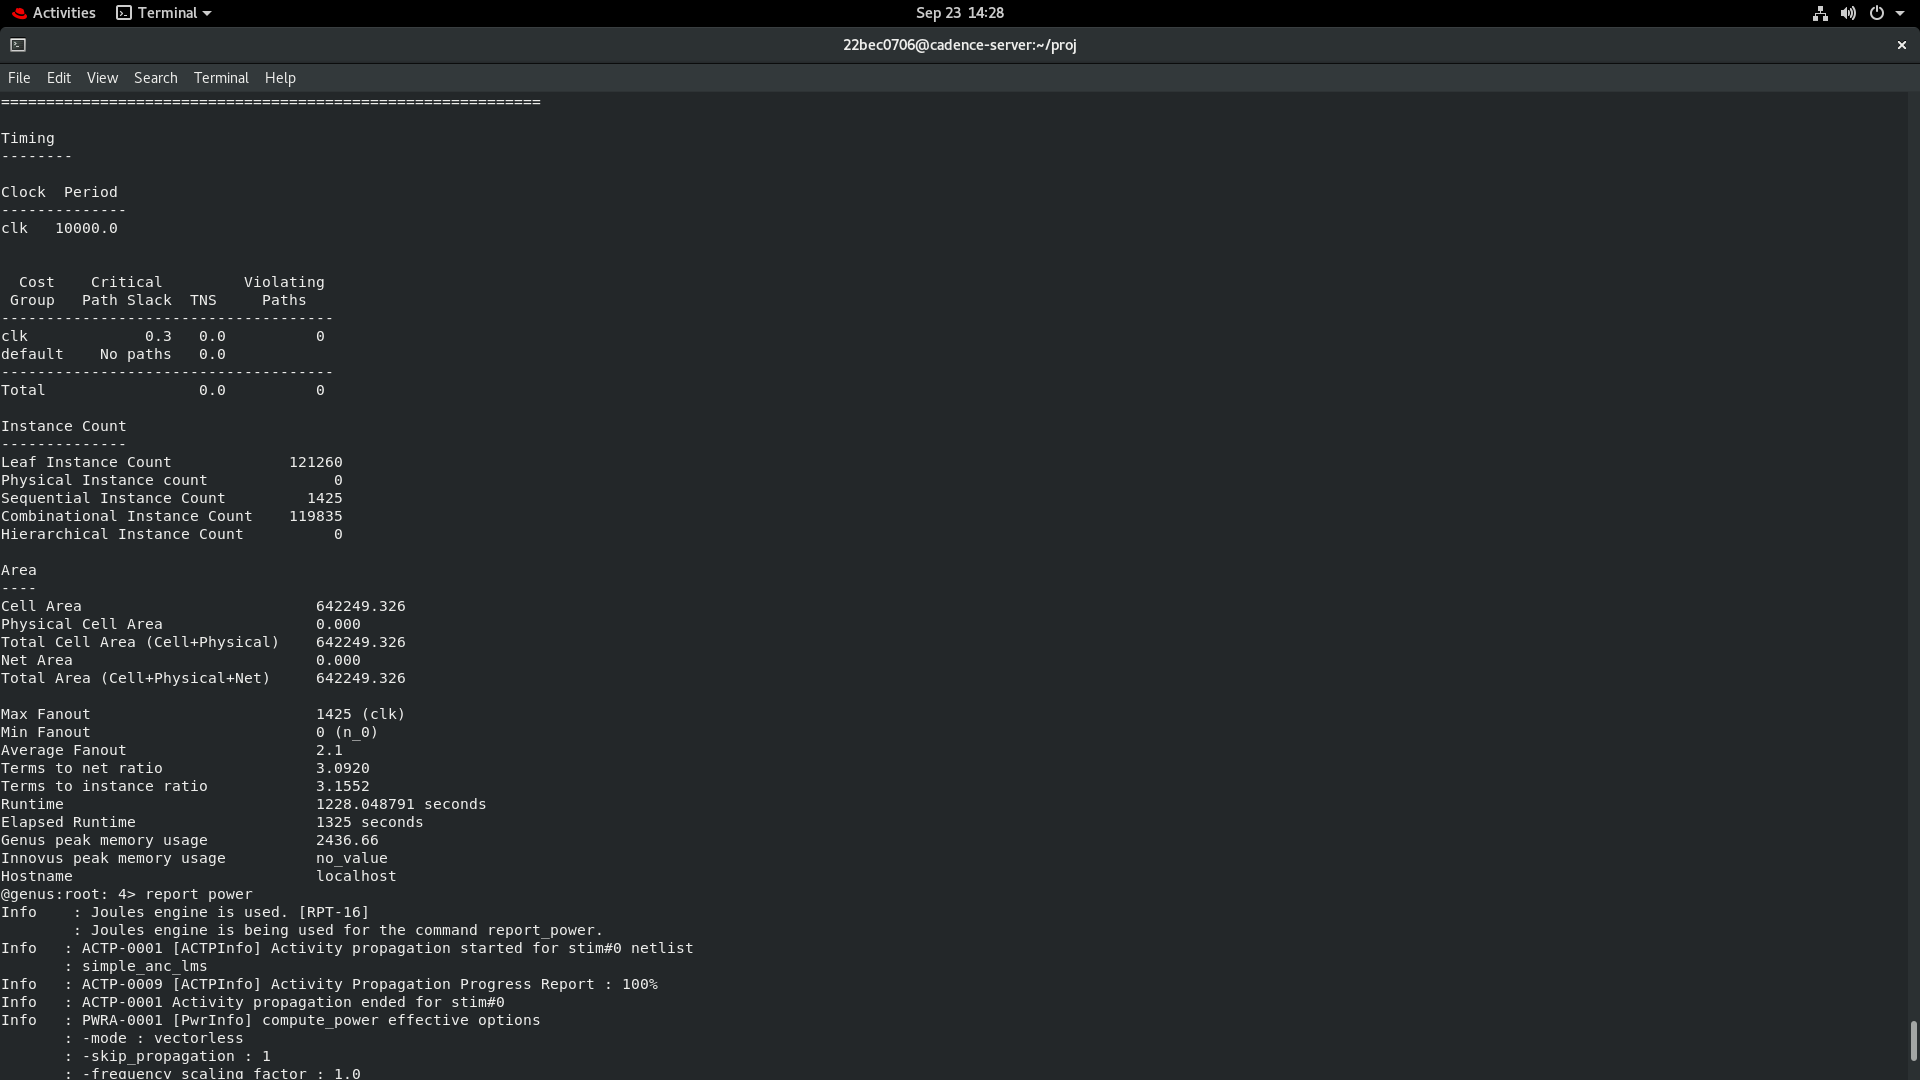 Activities Terminal Sep 23 14:28
22bec0706@cadence-server:~/proj
File Edit View Search Terminal Help
============================================================
Timing
--------
Clock  Period
--------------
clk   10000.0
  Cost    Critical         Violating
 Group   Path Slack  TNS     Paths
-------------------------------------
clk             0.3   0.0          0
default    No paths   0.0
-------------------------------------
Total                 0.0          0
Instance Count
--------------
Leaf Instance Count             121260
Physical Instance count              0
Sequential Instance Count         1425
Combinational Instance Count    119835
Hierarchical Instance Count          0
Area
----
Cell Area                          642249.326
Physical Cell Area                 0.000
Total Cell Area (Cell+Physical)    642249.326
Net Area                           0.000
Total Area (Cell+Physical+Net)     642249.326
Max Fanout                         1425 (clk)
Min Fanout                         0 (n_0)
Average Fanout                     2.1
Terms to net ratio                 3.0920
Terms to instance ratio            3.1552
Runtime                            1228.048791 seconds
Elapsed Runtime                    1325 seconds
Genus peak memory usage            2436.66
Innovus peak memory usage          no_value
Hostname                           localhost
@genus:root: 4> report power
Info    : Joules engine is used. [RPT-16]
        : Joules engine is being used for the command report_power.
Info   : ACTP-0001 [ACTPInfo] Activity propagation started for stim#0 netlist
       : simple_anc_lms
Info   : ACTP-0009 [ACTPInfo] Activity Propagation Progress Report : 100%
Info   : ACTP-0001 Activity propagation ended for stim#0
Info   : PWRA-0001 [PwrInfo] compute_power effective options
       : -mode : vectorless
       : -skip_propagation : 1
       : -frequency_scaling_factor : 1.0